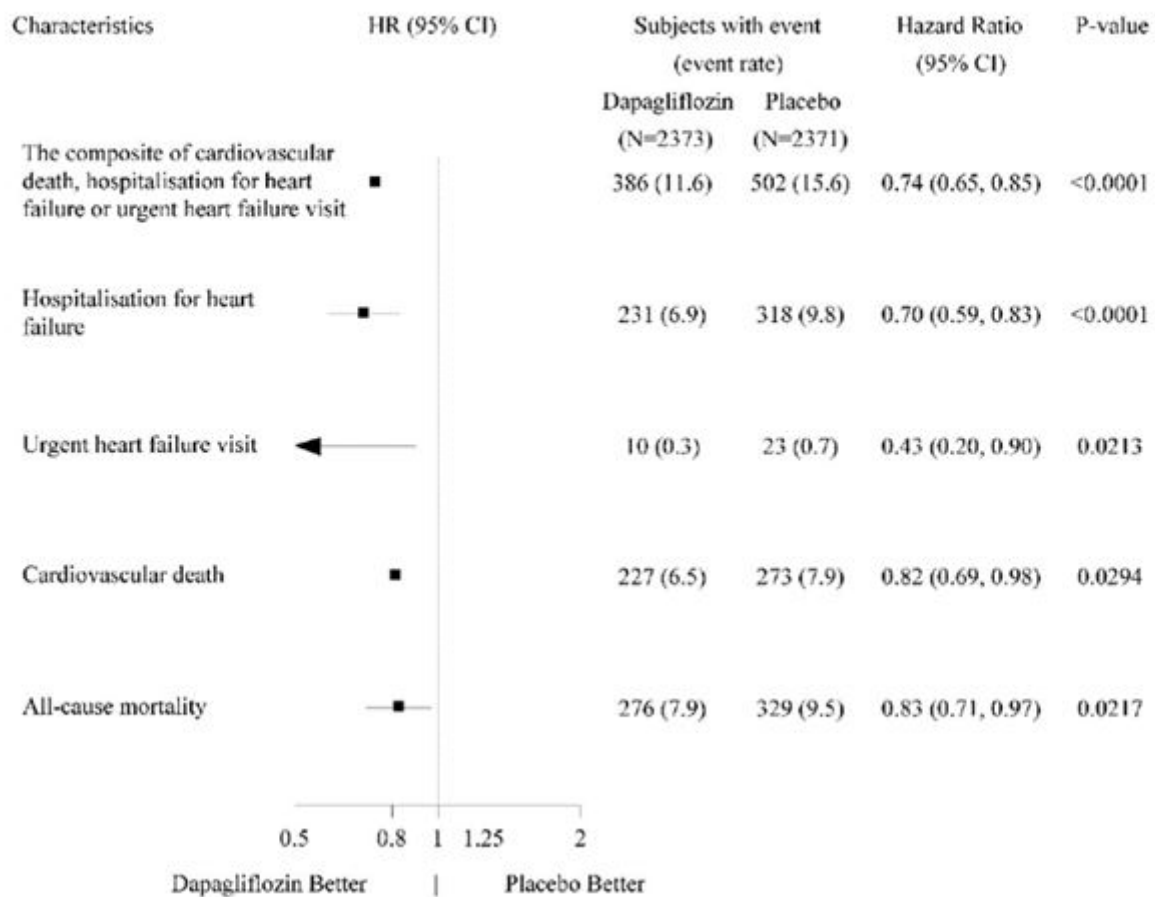 Characteristics HR (95% CI) Subjects with event Hazard Ratio P-value
(event rate) (95% CI)
Dapagliflozin Placebo
(N=2373) (N=2371)
The composite of cardiovascular
death, hospitalisation for heart 386 (11.6) 502 (15.6) 0.74 (0.65, 0.85) <0.0001
failure or urgent heart failure visit
Hospitalisation for heart
failure 231 (6.9) 318 (9.8) 0.70 (0.59, 0.83) <0.0001
Urgent heart failure visit 10 (0.3) 23 (0.7) 0.43 (0.20, 0.90) 0.0213
Cardiovascular death 227 (6.5) 273 (7.9) 0.82 (0.69, 0.98) 0.0294
All-cause mortality 276 (7.9) 329 (9.5) 0.83 (0.71, 0.97) 0.0217
0.5 0.8 1 1.25 2
Dapagliflozin Better | Placebo Better